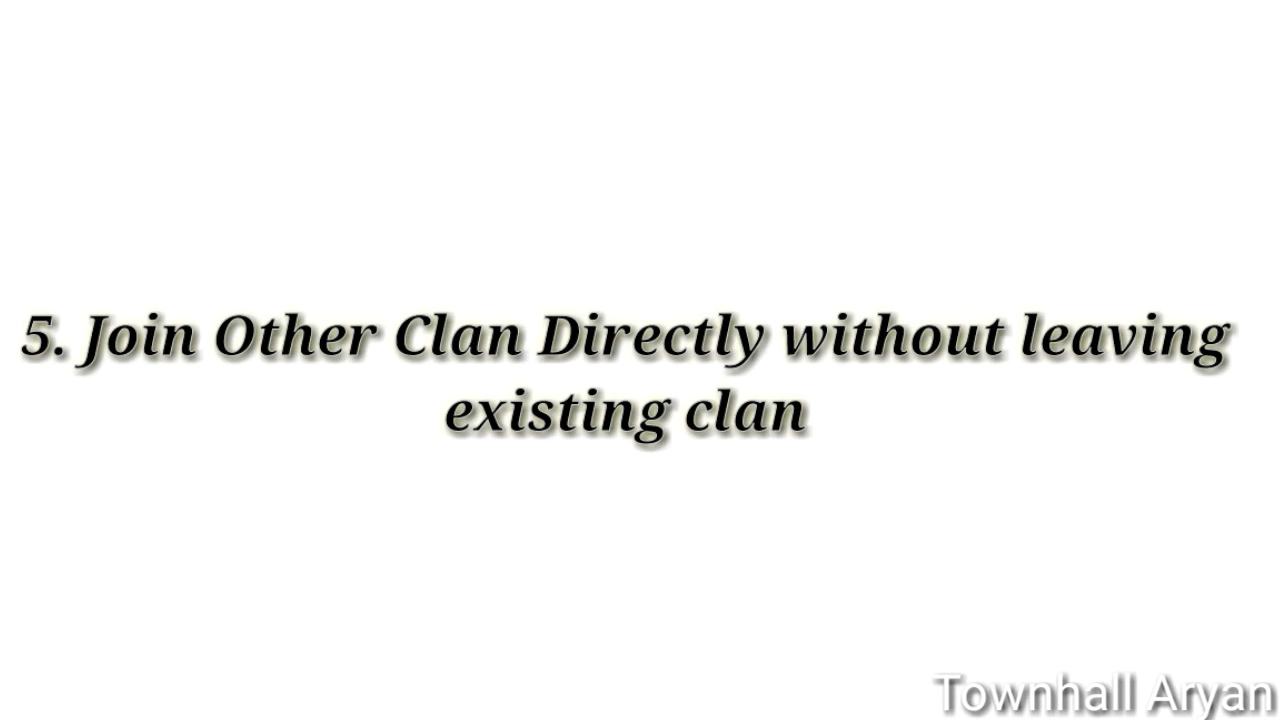 5. Join Other Clan Directly without leaving
existing clan
Townhall Aryan